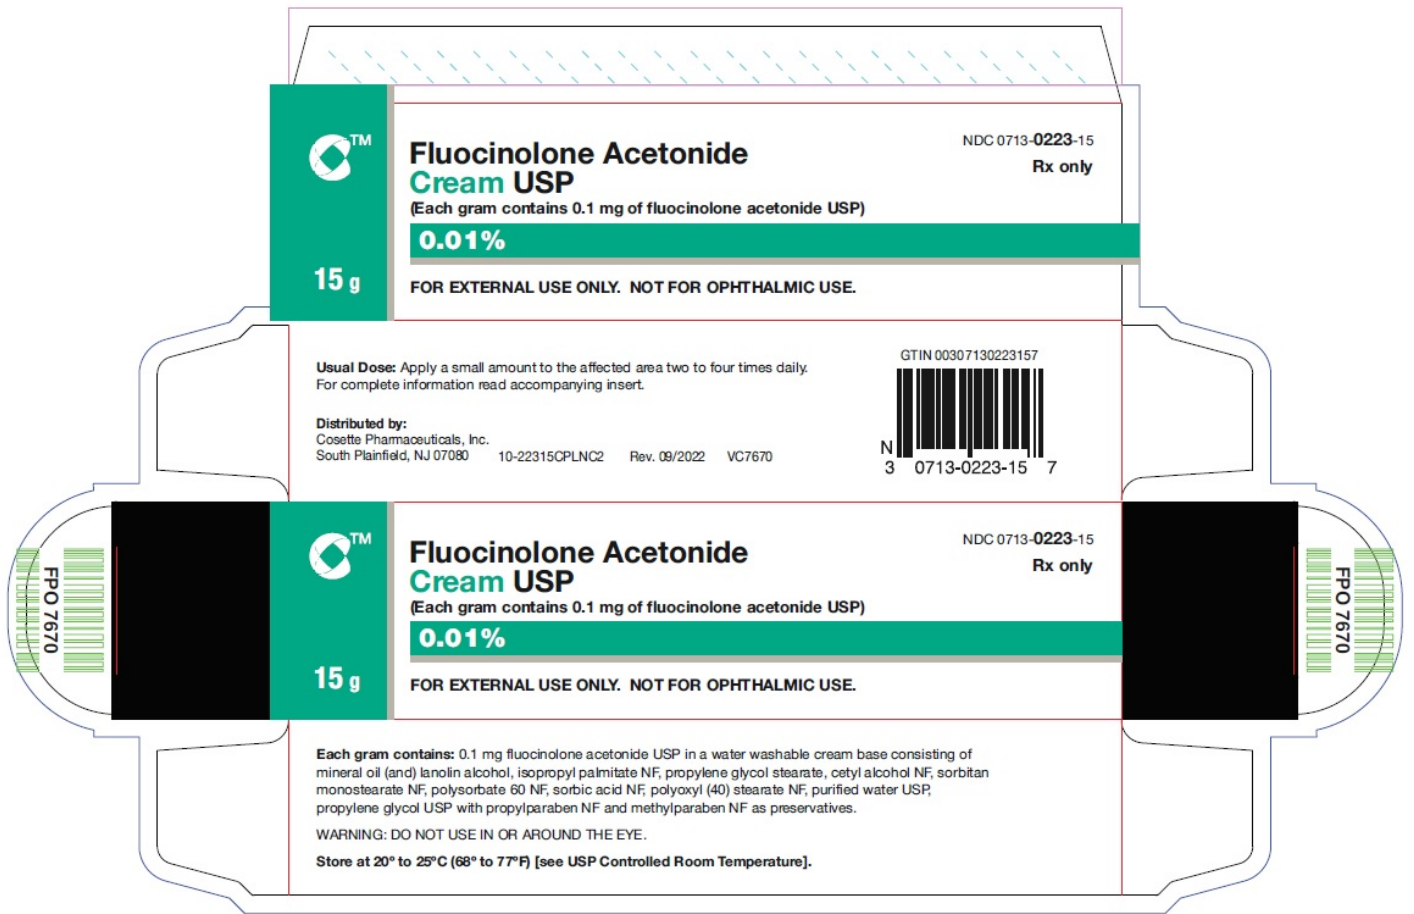 TM
Fluocinolone Acetonide
Cream USP
(Each gram contains 0.1 mg of fluocinolone acetonide USP)
0.01%
15 g
FOR EXTERNAL USE ONLY. NOT FOR OPHTHALMIC USE.
NDC 0713-0223-15
Rx only
Usual Dose: Apply a small amount to the affected area two to four times daily.
For complete information read accompanying insert.
Distributed by:
Cosette Pharmaceuticals, Inc.
South Plainfield, NJ 07080 10-22315CPLNC2 Rev. 09/2022 VC7670
GTIN 00307130223157
N
3 0713-0223-15 7
FPO 7670
TM
Fluocinolone Acetonide
Cream USP
(Each gram contains 0.1 mg of fluocinolone acetonide USP)
0.01%
15 g
FOR EXTERNAL USE ONLY. NOT FOR OPHTHALMIC USE.
NDC 0713-0223-15
Rx only
FPO 7670
Each gram contains: 0.1 mg fluocinolone acetonide USP in a water washable cream base consisting of
mineral oil (and) lanolin alcohol, isopropyl palmitate NF, propylene glycol stearate, cetyl alcohol NF, sorbitan
monostearate NF, polysorbate 60 NF, sorbic acid NF, polyoxyl (40) stearate NF, purified water USP,
propylene glycol USP with propylparaben NF and methylparaben NF as preservatives.
WARNING: DO NOT USE IN OR AROUND THE EYE.
Store at 20° to 25°C (68° to 77°F) [see USP Controlled Room Temperature].